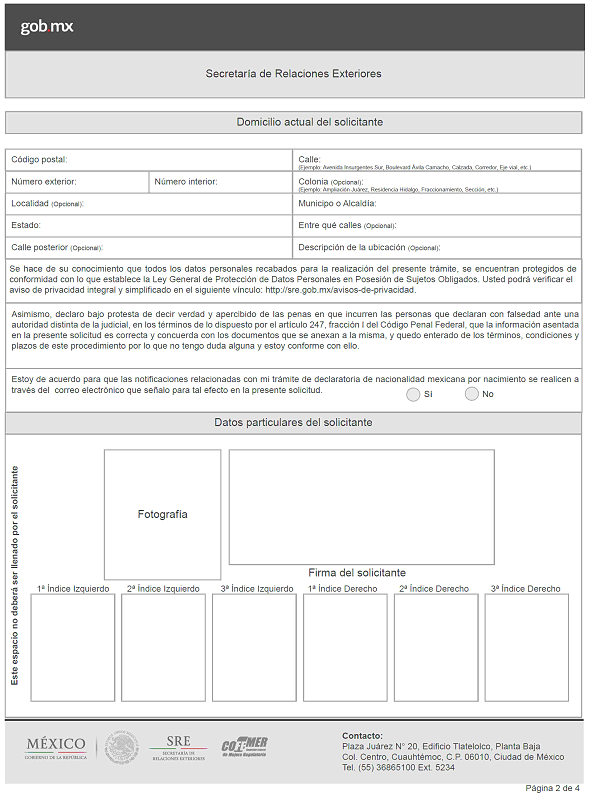 gob.mx
Secretaría de Relaciones Exteriores
Domicilio actual del solicitante
Código postal:
Calle:
(Ejemplo: Avenida Insurgentes Sur, Boulevard Ávila Camacho, Calzada, Corredor, Eje vial, etc.)
Número exterior:
Número interior:
Colonia (Opcional):
(Ejemplo: Ampliación Juárez, Residencia Hidalgo, Fraccionamiento, Sección, etc.)
Localidad (Opcional):
Municipo o Alcaldía:
Estado:
Entre qué calles (Opcional):
Calle posterior (Opcional):
Descripción de la ubicación (Opcional):
Se hace de su conocimiento que todos los datos personales recabados para la realización del presente trámite, se encuentran protegidos de
conformidad con lo que establece la Ley General de Protección de Datos Personales en Posesión de Sujetos Obligados. Usted podrá verificar el
aviso de privacidad integral y simplificado en el siguiente vínculo: http://sre.gob.mx/avisos-de-privacidad.
Asimismo, declaro bajo protesta de decir verdad y apercibido de las penas en que incurren las personas que declaran con falsedad ante una
autoridad distinta de la judicial, en los términos de lo dispuesto por el artículo 247, fracción I del Código Penal Federal, que la información asentada
en la presente solicitud es correcta y concuerda con los documentos que se anexan a la misma, y quedo enterado de los términos, condiciones y
plazos de este procedimiento por lo que no tengo duda alguna y estoy conforme con ello.
Estoy de acuerdo para que las notificaciones relacionadas con mi trámite de declaratoria de nacionalidad mexicana por nacimiento se realicen a
través del correo electrónico que señalo para tal efecto en la presente solicitud.
Sí
No
Datos particulares del solicitante
Este espacio no deberá ser llenado por el solicitante
Fotografía
Firma del solicitante
1ª Índice Izquierdo
2ª Índice Izquierdo
3ª Índice Izquierdo
1ª Índice Derecho
2ª Índice Derecho
3ª Índice Derecho
MÉXICO
GOBIERNO DE LA REPÚBLICA
SRE
SECRETARÍA DE
RELACIONES EXTERIORES
COFEMER
de Mejora Regulatoria
Contacto:
Plaza Juárez N° 20, Edificio Tlatelolco, Planta Baja
Col. Centro, Cuauhtémoc, C.P. 06010, Ciudad de México
Tel. (55) 36865100 Ext. 5234
Página 2 de 4